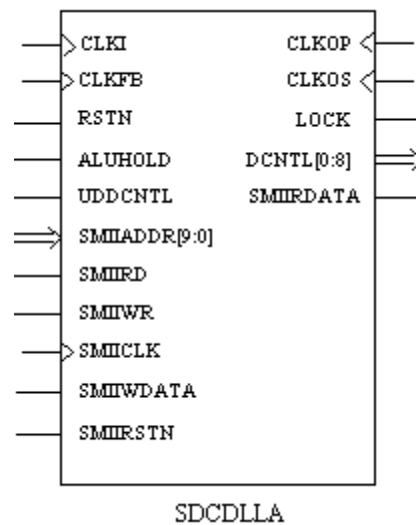 CLKI CLKOP
CLKFB CLKOS
RSTN LOCK
ALUHOLD DCNTL[0:8]
UDDCNTL SMIIRDATA
SMIIADDR[9:0]
SMIIRD
SMIIWR
SMIICLK
SMIIWDATA
SMIIRSTN
SDCDLLA